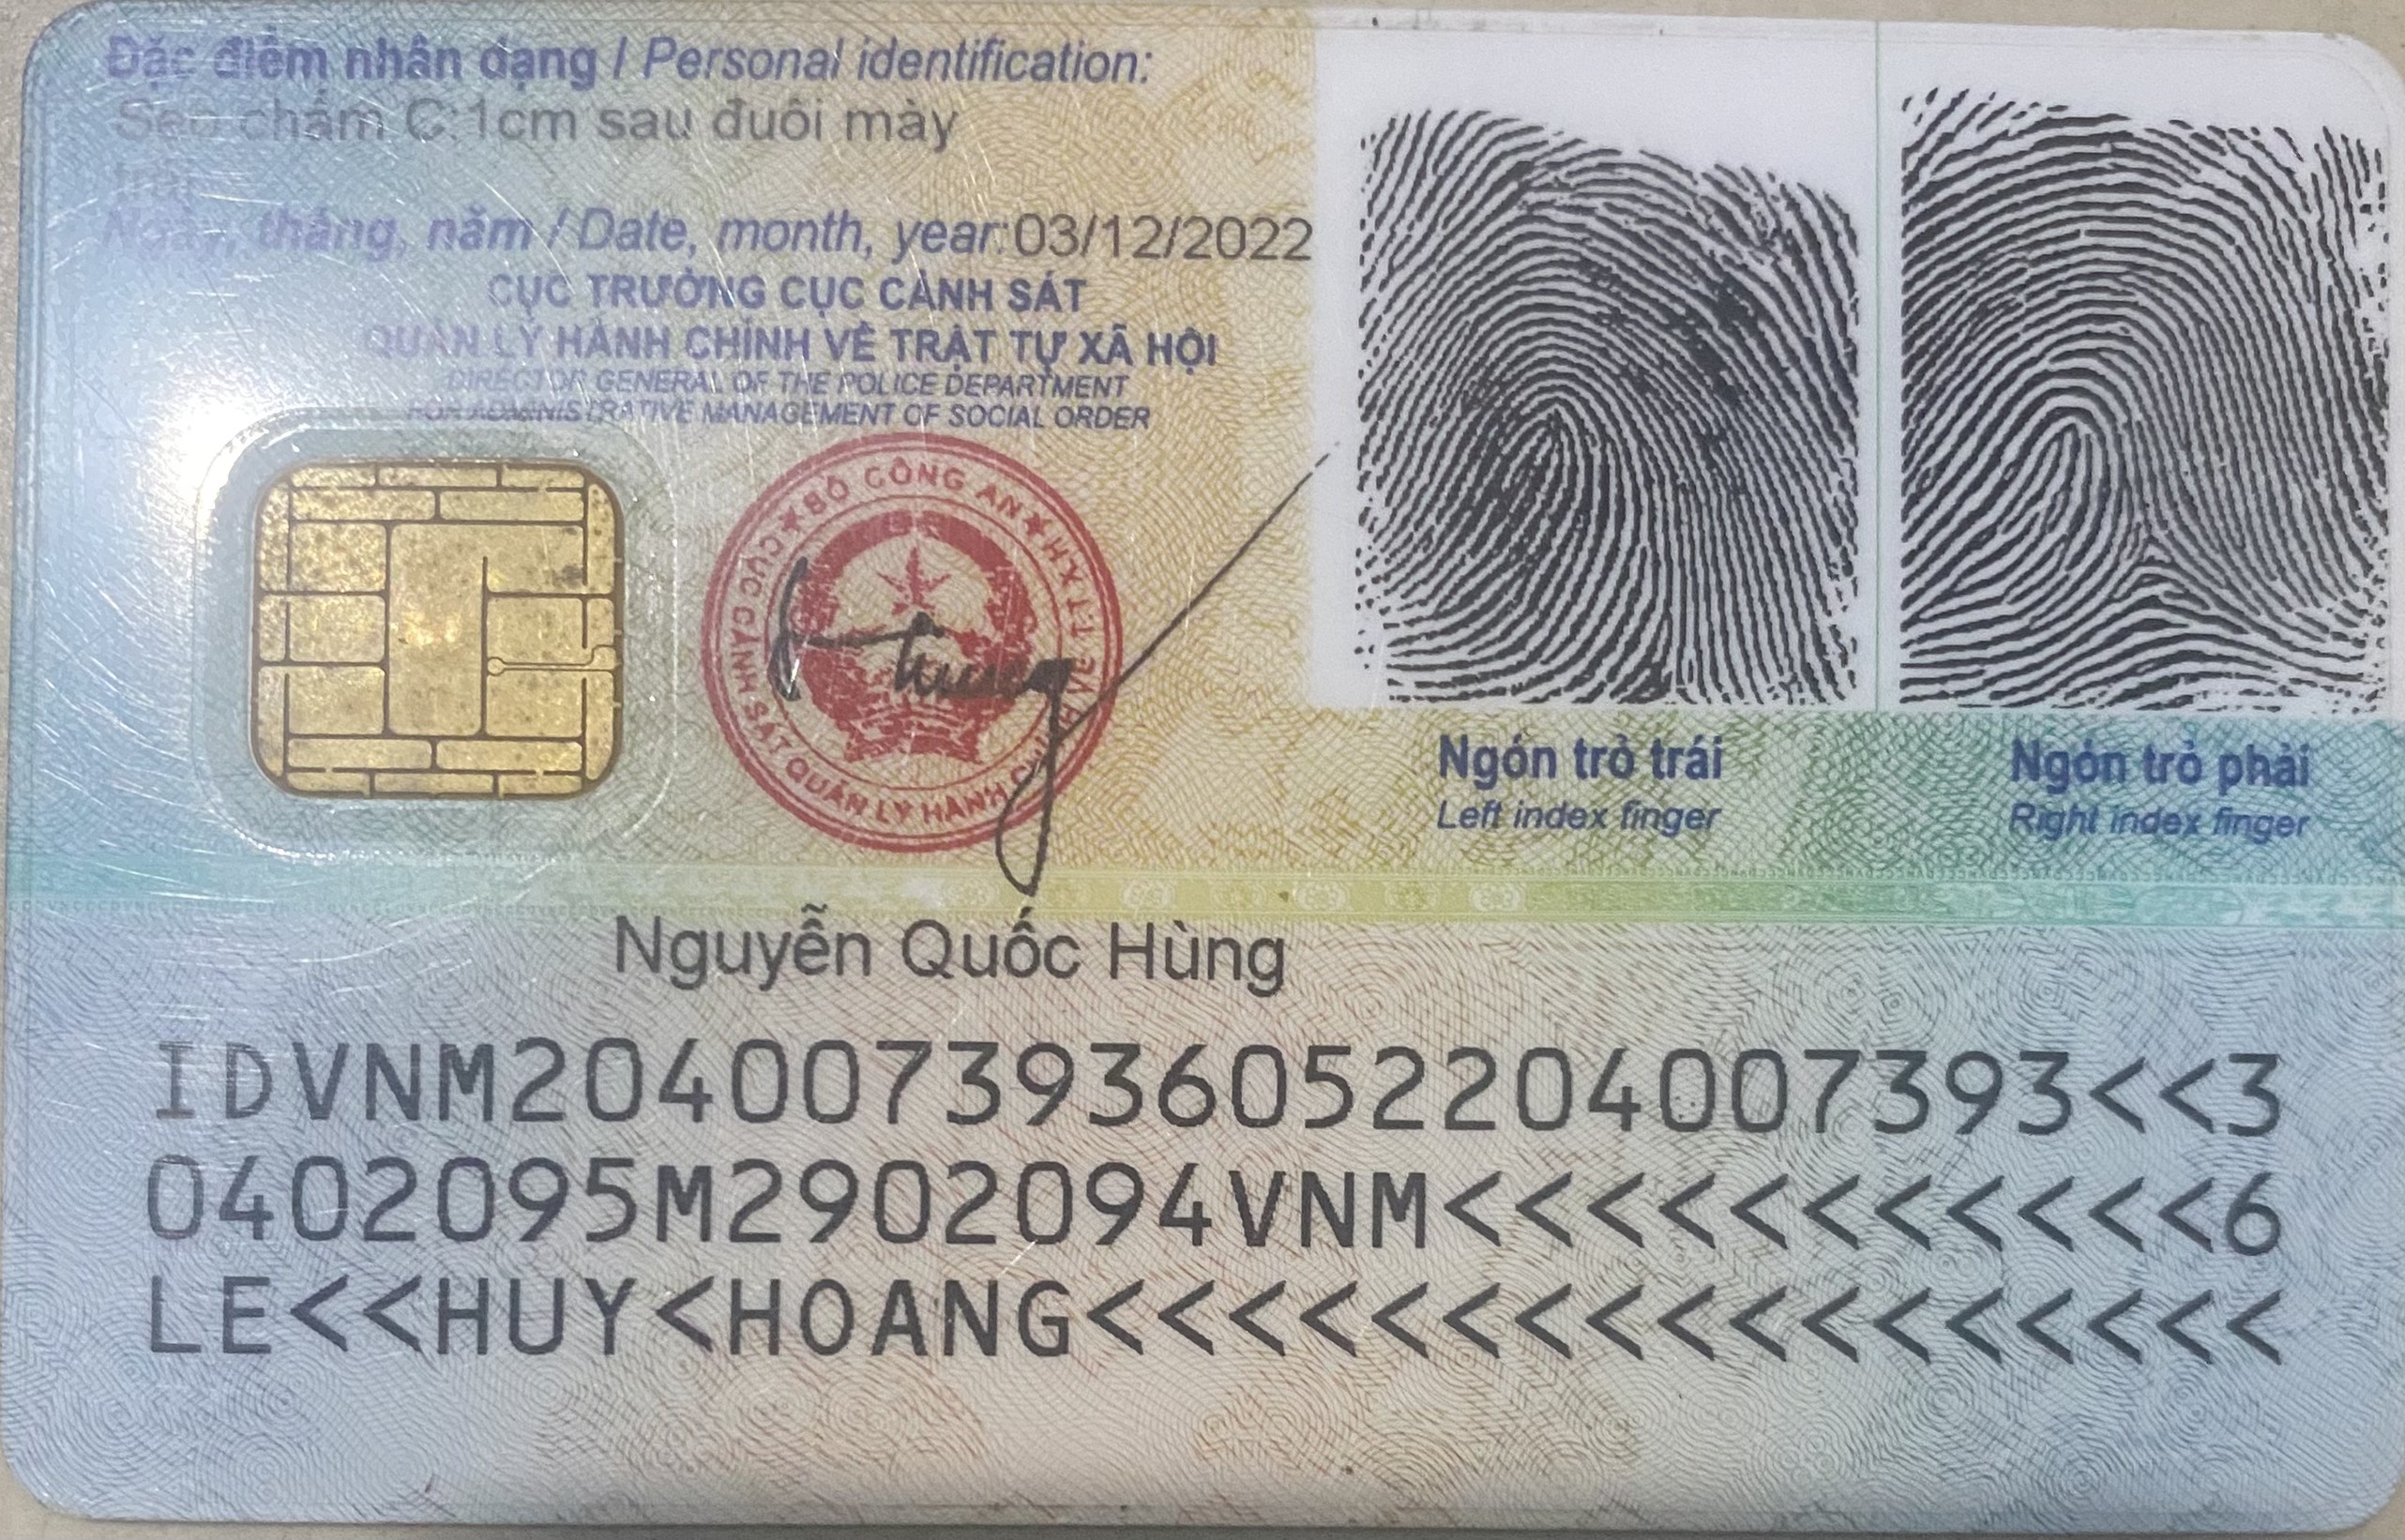 Đặc điểm nhân dạng / Personal identification:
Sẹo chấm C:1cm sau đuôi mày
trái
Ngày, tháng, năm / Date, month, year:03/12/2022
CỤC TRƯỞNG CỤC CẢNH SÁT
QUẢN LÝ HÀNH CHÍNH VỀ TRẬT TỰ XÃ HỘI
DIRECTOR GENERAL OF THE POLICE DEPARTMENT
FOR ADMINISTRATIVE MANAGEMENT OF SOCIAL ORDER
BỘ CÔNG AN
CỤC CẢNH SÁT QUẢN LÝ HÀNH CHÍNH VỀ TTXH
Ngón trỏ trái
Left index finger
Ngón trỏ phải
Right index finger
Nguyễn Quốc Hùng
IDVNM2040073936052204007393<<3
0402095M2902094VNM<<<<<<<<<<<6
LE<<HUY<HOANG<<<<<<<<<<<<<<<<<